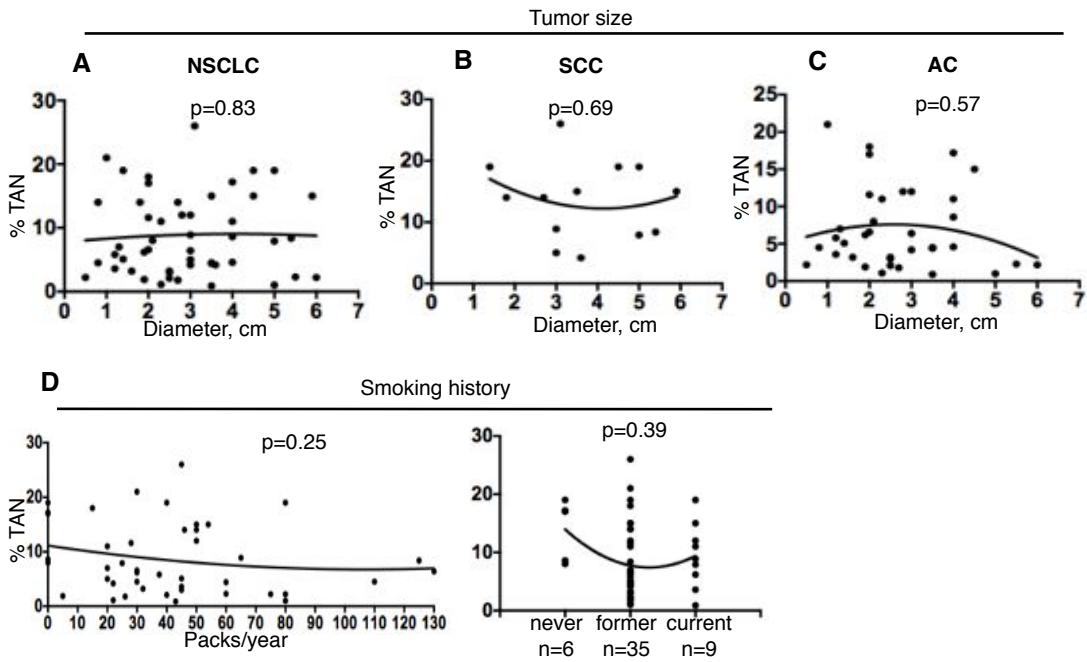 Tumor size
A
NSCLC
p=0.83
30
20
10
0
% TAN
0 1 2 3 4 5 6 7
Diameter, cm
B
SCC
p=0.69
30
20
10
0
% TAN
0 1 2 3 4 5 6 7
Diameter, cm
C
AC
p=0.57
25
20
15
10
5
0
% TAN
0 1 2 3 4 5 6 7
Diameter, cm
D
Smoking history
p=0.25
30
20
10
0
% TAN
0 10 20 30 40 50 60 70 80 90 100 110 120 130
Packs/year
p=0.39
30
20
10
0
never former current
n=6 n=35 n=9